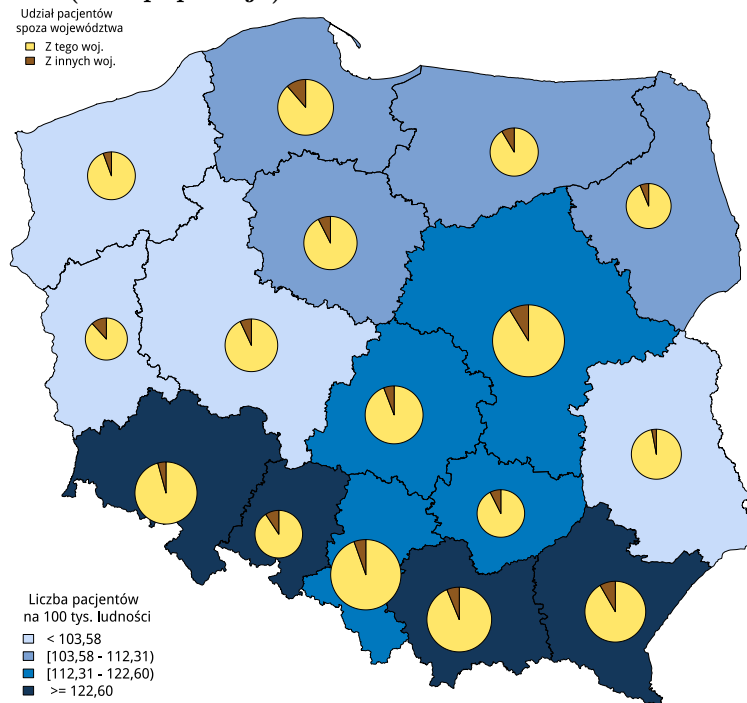 Udział pacjentów
spoza województwa
Z tego woj.
Z innych woj.
Liczba pacjentów
na 100 tys. ludności
< 103,58
[103,58 - 112,31)
[112,31 - 122,60)
>= 122,60